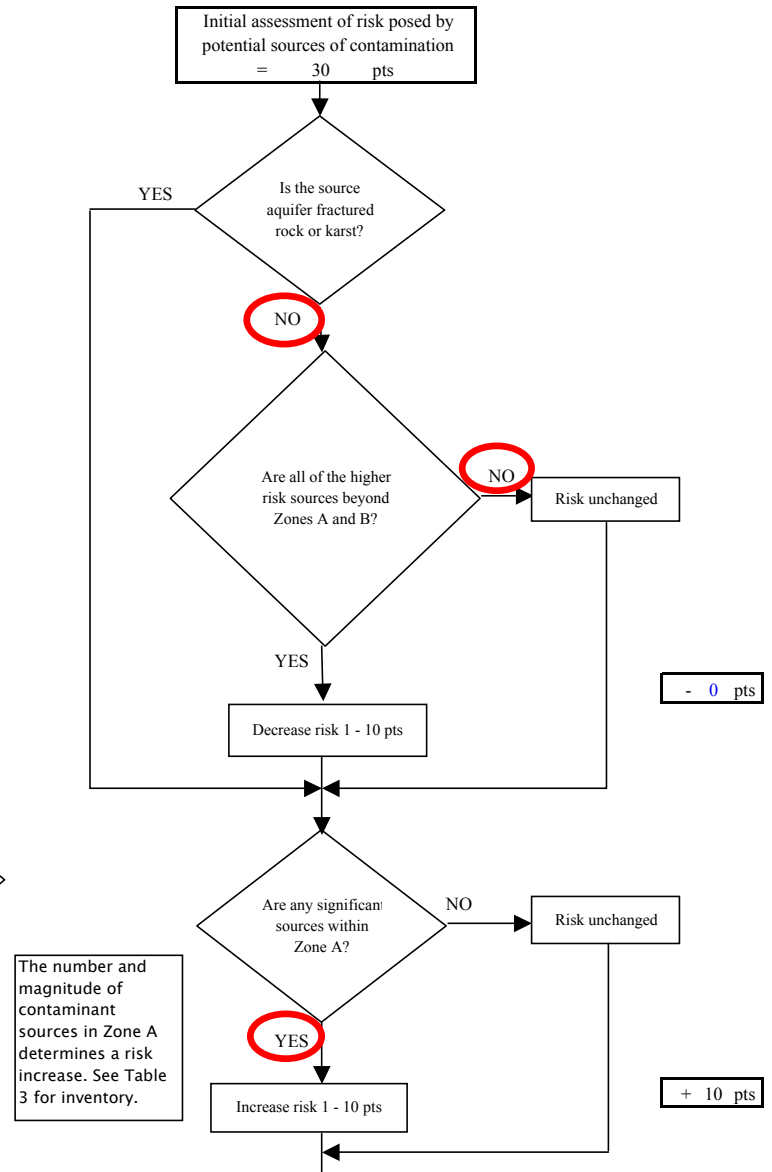 Initial assessment of risk posed by
potential sources of contamination
= 30 pts
YES
Is the source
aquifer fractured
rock or karst?
NO
Are all of the higher
risk sources beyond
Zones A and B?
NO
Risk unchanged
YES
- 0 pts
Decrease risk 1 - 10 pts
Are any significant
sources within
Zone A?
NO
Risk unchanged
The number and
magnitude of
contaminant
sources in Zone A
determines a risk
increase. See Table
3 for inventory.
YES
Increase risk 1 - 10 pts
+ 10 pts